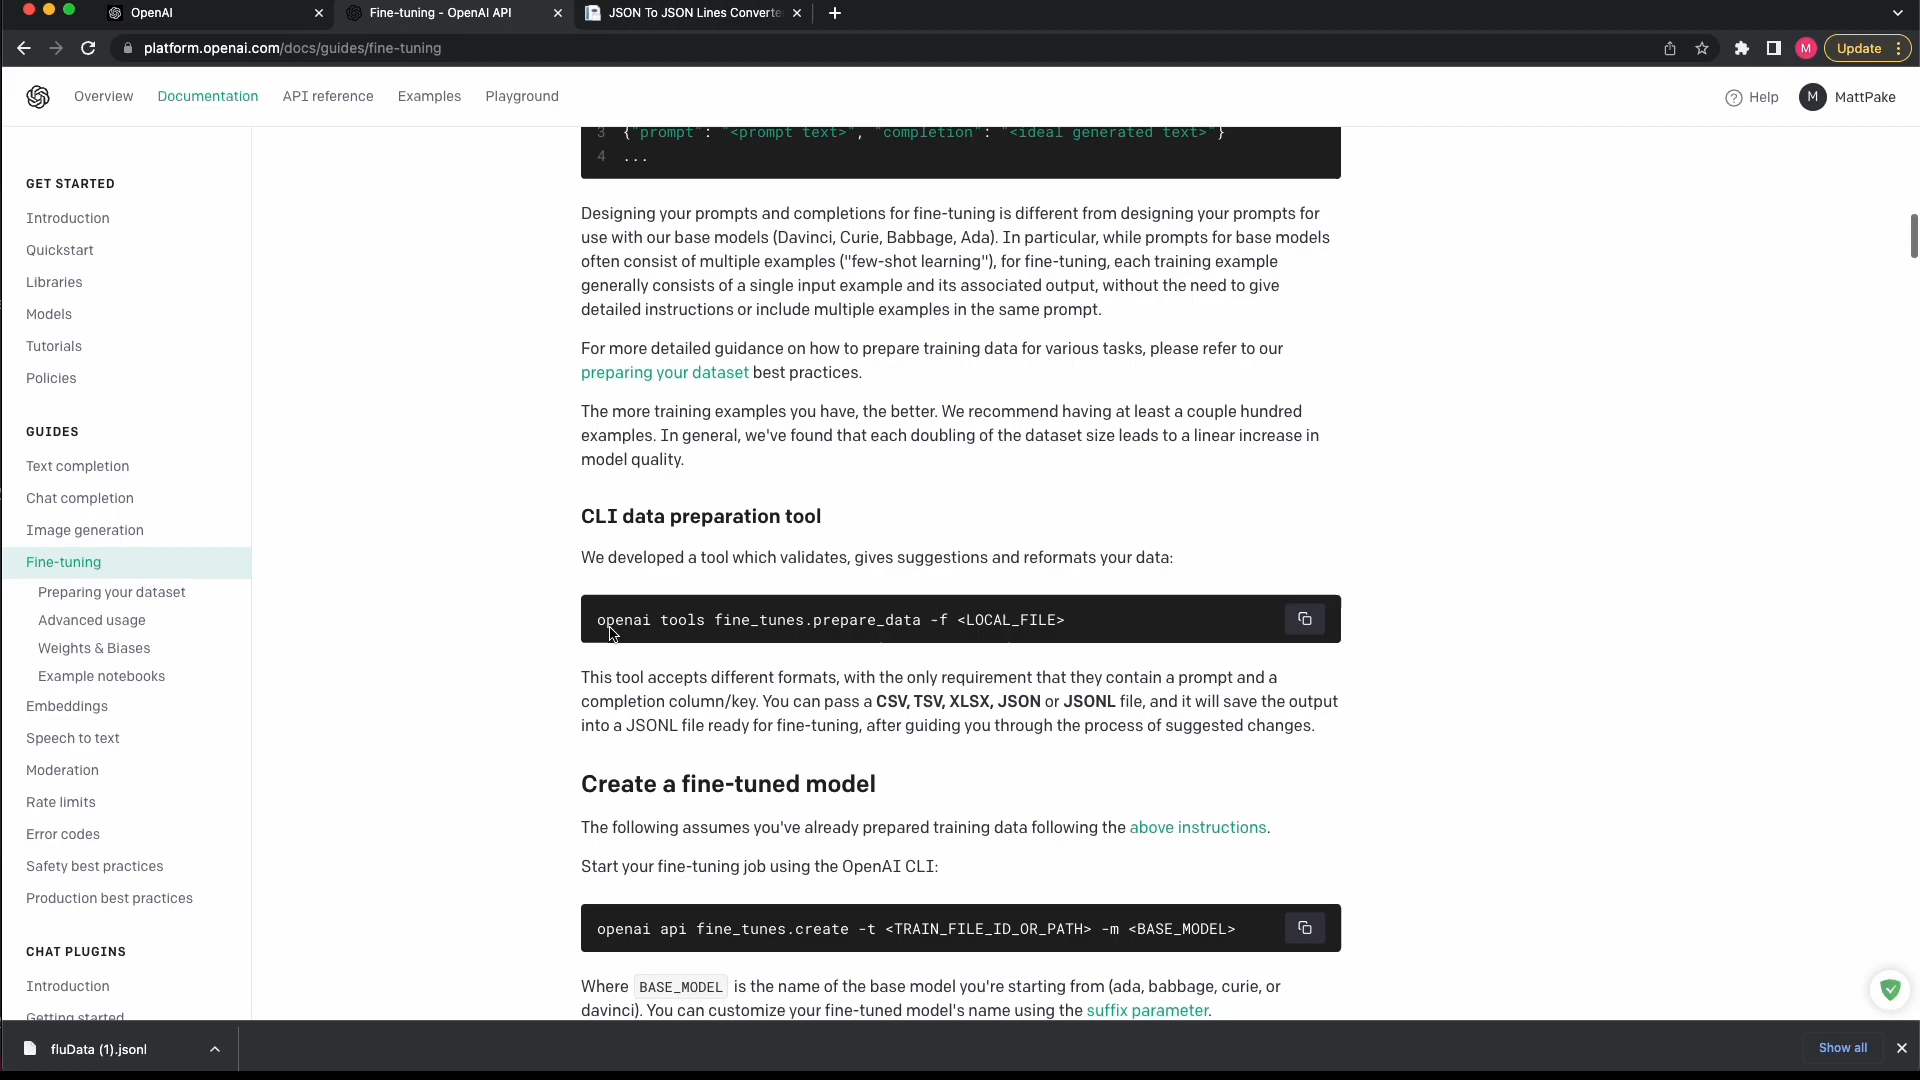 OpenAI
Fine-tuning - OpenAI API
JSON To JSON Lines Converte
platform.openai.com/docs/guides/fine-tuning
M
Update
Overview
Documentation
API reference
Examples
Playground
Help
M
MattPake
GET STARTED
Introduction
Quickstart
Libraries
Models
Tutorials
Policies
GUIDES
Text completion
Chat completion
Image generation
Fine-tuning
Preparing your dataset
Advanced usage
Weights & Biases
Example notebooks
Embeddings
Speech to text
Moderation
Rate limits
Error codes
Safety best practices
Production best practices
CHAT PLUGINS
Introduction
Getting started
3 {"prompt": "<prompt text>", "completion": "<ideal generated text>"}
4 ...
Designing your prompts and completions for fine-tuning is different from designing your prompts for
use with our base models (Davinci, Curie, Babbage, Ada). In particular, while prompts for base models
often consist of multiple examples ("few-shot learning"), for fine-tuning, each training example
generally consists of a single input example and its associated output, without the need to give
detailed instructions or include multiple examples in the same prompt.
For more detailed guidance on how to prepare training data for various tasks, please refer to our
preparing your dataset best practices.
The more training examples you have, the better. We recommend having at least a couple hundred
examples. In general, we've found that each doubling of the dataset size leads to a linear increase in
model quality.
CLI data preparation tool
We developed a tool which validates, gives suggestions and reformats your data:
openai tools fine_tunes.prepare_data -f <LOCAL_FILE>
This tool accepts different formats, with the only requirement that they contain a prompt and a
completion column/key. You can pass a CSV, TSV, XLSX, JSON or JSONL file, and it will save the output
into a JSONL file ready for fine-tuning, after guiding you through the process of suggested changes.
Create a fine-tuned model
The following assumes you've already prepared training data following the above instructions.
Start your fine-tuning job using the OpenAI CLI:
openai api fine_tunes.create -t <TRAIN_FILE_ID_OR_PATH> -m <BASE_MODEL>
Where BASE_MODEL is the name of the base model you're starting from (ada, babbage, curie, or
davinci). You can customize your fine-tuned model's name using the suffix parameter.
fluData (1).jsonl
Show all